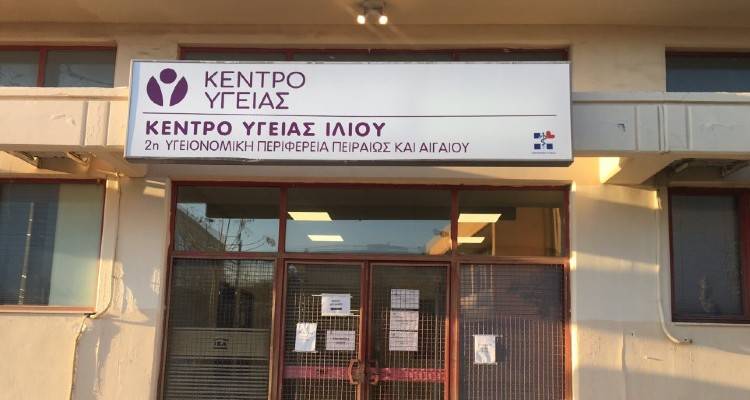 ΚΕΝΤΡΟ
ΥΓΕΙΑΣ
ΚΕΝΤΡΟ ΥΓΕΙΑΣ ΙΛΙΟΥ
2η ΥΓΕΙΟΝΟΜΙΚΗ ΠΕΡΙΦΕΡΕΙΑ ΠΕΙΡΑΙΩΣ ΚΑΙ ΑΙΓΑΙΟΥ